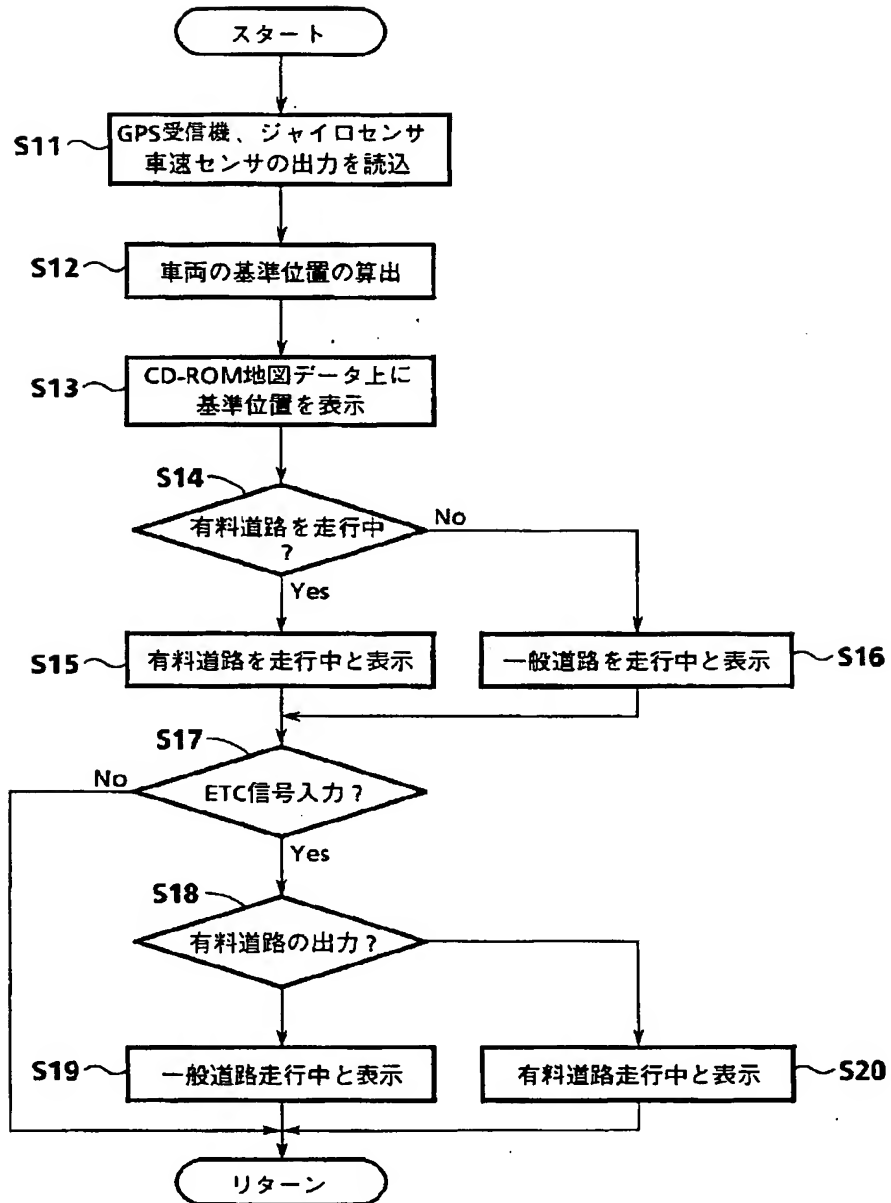 スタート
S11
GPS受信機、ジャイロセンサ
車速センサの出力を読込
S12
車両の基準位置の算出
S13
CD-ROM地図データ上に
基準位置を表示
S14
有料道路を走行中
?
No
Yes
S15
有料道路を走行中と表示
一般道路を走行中と表示
S16
S17
No
ETC信号入力?
Yes
S18
有料道路の出力?
S19
一般道路走行中と表示
有料道路走行中と表示
S20
リターン